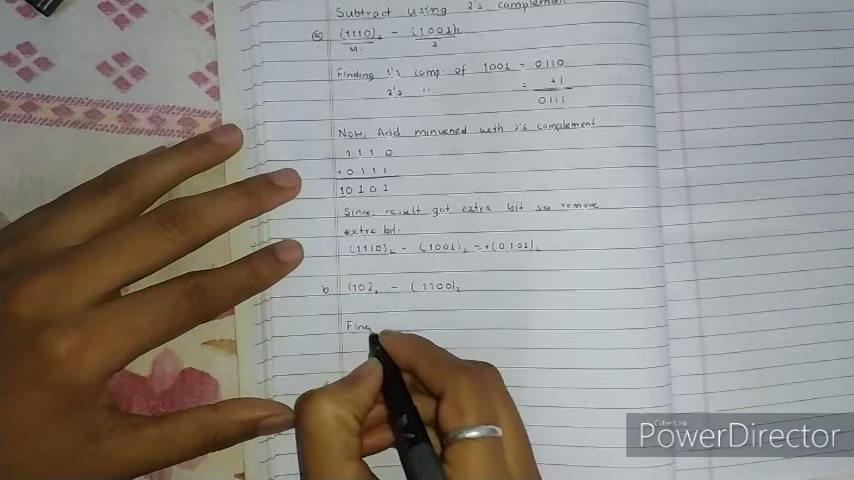 Subtract using 2's complement
a (1110)₂ - (1001)₂
M. S
Finding 1's comp of 1001 = 0110
+1
2's " =
0111
Now, Add minuened with 2's complement
1 1 1 0
+ 0 1 1 1
1 0 1 0 1
Since, result got extra bit so remove
extra bit.
(1110)₂ - (1001)₂ = +(0101)₂
b. (10)₂ - (1100)₂
Fin
CyberLink
PowerDirector